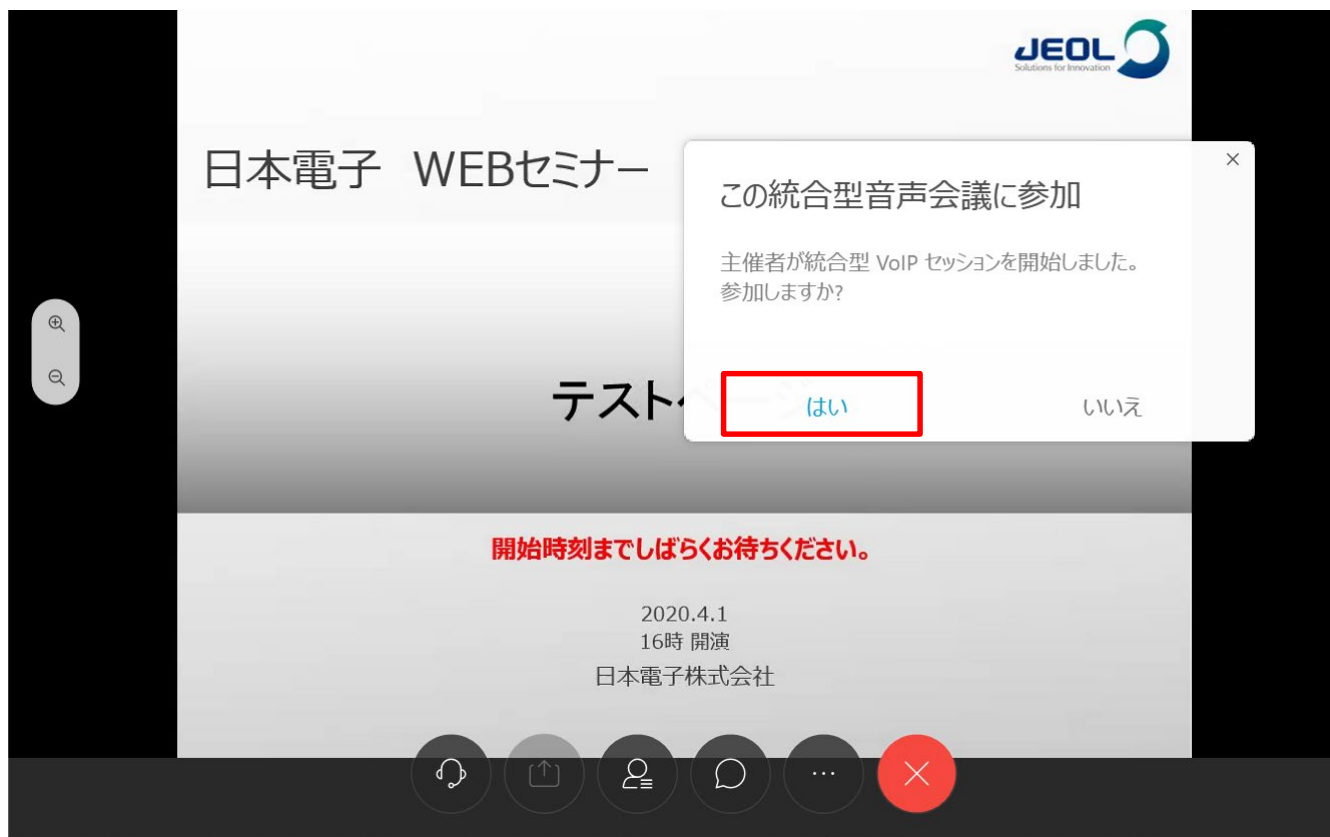 JEOL
Solutions for Innovation
日本電子 WEBセミナー
この統合型音声会議に参加
主催者が統合型 VoIP セッションを開始しました。
参加しますか?
はい
いいえ
テスト
開始時刻までしばらくお待ちください。
2020.4.1
16時 開演
日本電子株式会社